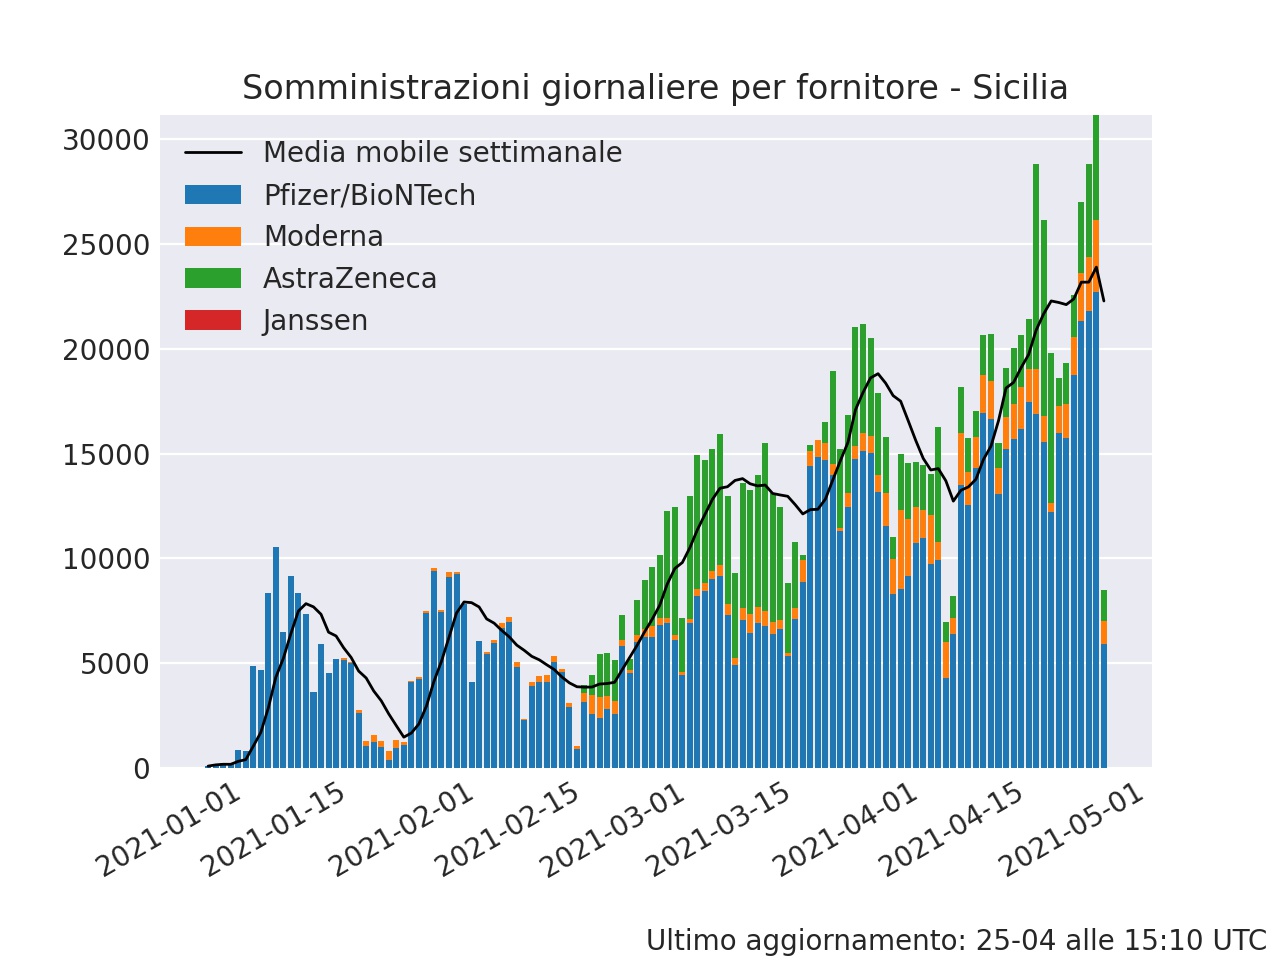 Somministrazioni giornaliere per fornitore - Sicilia
30000
25000
20000
15000
10000
5000
0
Media mobile settimanale
Pfizer/BioNTech
Moderna
AstraZeneca
Janssen
2021-01-01
2021-01-15
2021-02-01
2021-02-15
2021-03-01
2021-03-15
2021-04-01
2021-04-15
2021-05-01
Ultimo aggiornamento: 25-04 alle 15:10 UTC